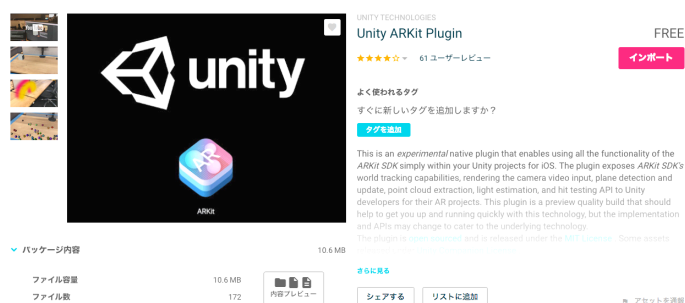 UNITY TECHNOLOGIES
Unity ARKit Plugin
FREE
61 ユーザーレビュー
インポート
unity
AR
ARKit
よく使われるタグ
すぐに新しいタグを追加しますか？
タグを追加
This is an experimental native plugin that enables using all the functionality of the
ARKit SDK simply within your Unity projects for iOS. The plugin exposes ARKit SDK's
world tracking capabilities, rendering the camera video input, plane detection and
update, point cloud extraction, light estimation, and hit testing API to Unity
developers for their AR projects. This plugin is a preview quality build that should
help to get you up and running quickly with this technology, but the implementation
and APIs may change to cater to the underlying technology.
The plugin is open sourced and is released under the MIT License. Some assets
さらに見る
パッケージ内容
10.6 MB
ファイル容量
10.6 MB
ファイル数
172
内容プレビュー
シェアする
リストに追加
アセットを通報